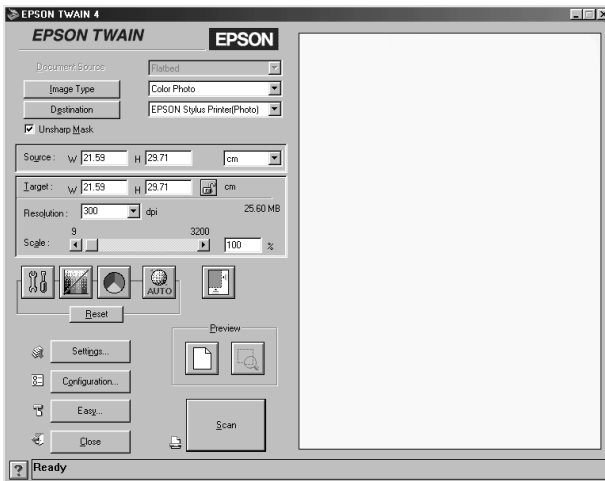 EPSON TWAIN 4
EPSON TWAIN EPSON
Document Source Flatbed
Image Type Color Photo
Destination EPSON Stylus Printer(Photo)
Unsharp Mask
Source : W 21.59 H 29.71 cm
Target : W 21.59 H 29.71 cm
Resolution : 300 dpi 25.60 MB
9 3200
Scale : 100 %
AUTO
Reset
Preview
Settings...
Configuration...
Easy...
Scan
Close
? Ready